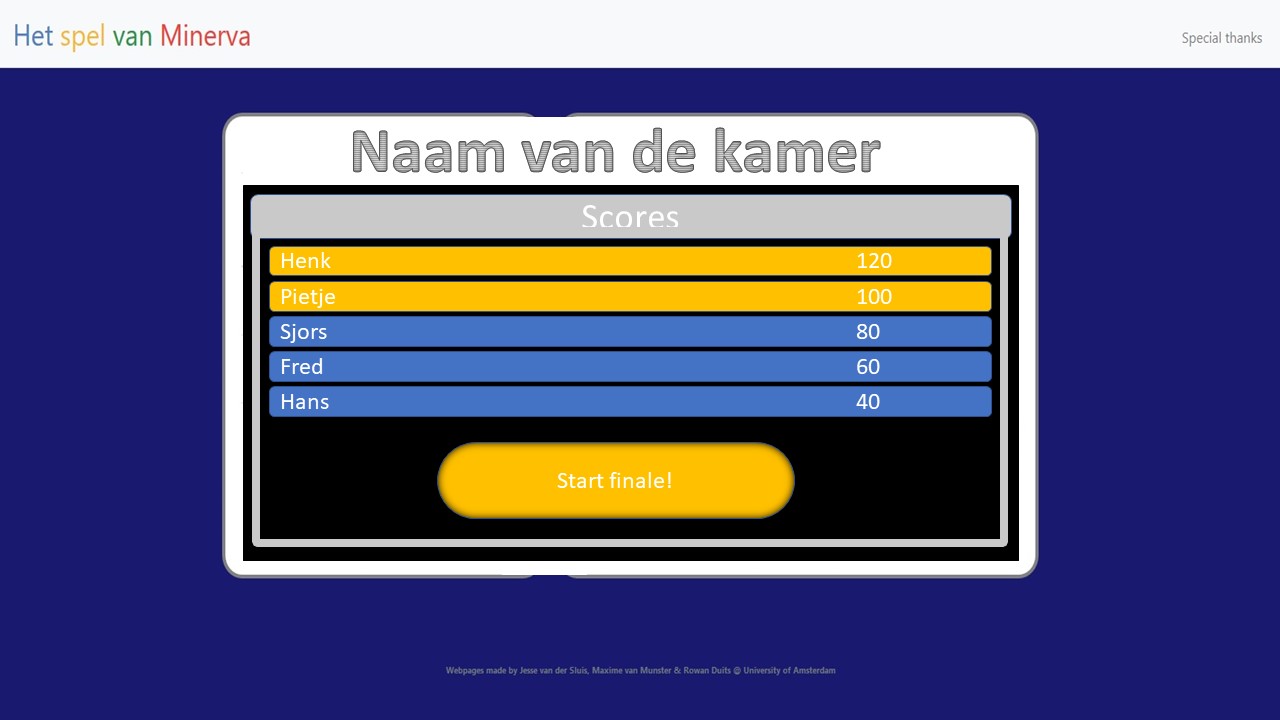 Het spel van Minerva
Special thanks
Naam van de kamer
Scores
Henk 120
Pietje 100
Sjors 80
Fred 60
Hans 40
Start finale!
Webpages made by Jesse van der Sluis, Maxime van Munster & Rowan Duits @ University of Amsterdam